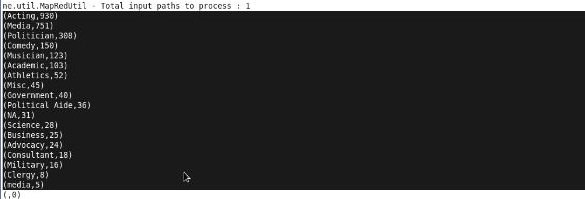 ne.util.MapRedUtil - Total input paths to process : 1
(Acting,930)
(Media,751)
(Politician,308)
(Comedy,150)
(Musician,123)
(Academic,103)
(Athletics,52)
(Misc,45)
(Government,40)
(Political Aide,36)
(NA,31)
(Science,28)
(Business,25)
(Advocacy,24)
(Consultant,18)
(Military,16)
(Clergy,8)
(media,5)
(,0)